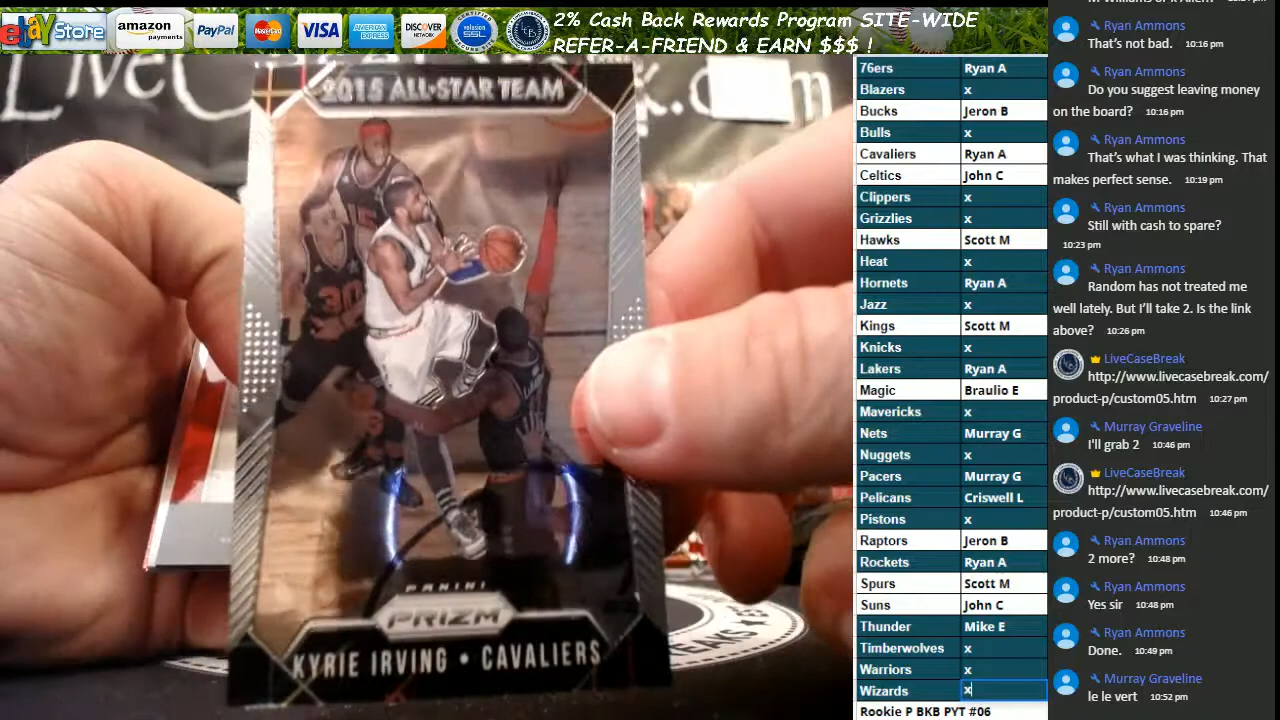 ebay Store
amazon
payments
PayPal
MasterCard
VISA
AMERICAN
EXPRESS
DISCOVER
NETWORK
CERTIFIED
SSL
2% Cash Back Rewards Program SITE-WIDE
REFER-A-FRIEND & EARN $$$ !
2015 ALL-STAR TEAM
30
PANINI
PRIZM
KYRIE IRVING • CAVALIERS
76ers Ryan A
Blazers x
Bucks Jeron B
Bulls x
Cavaliers Ryan A
Celtics John C
Clippers x
Grizzlies x
Hawks Scott M
Heat x
Hornets Ryan A
Jazz x
Kings Scott M
Knicks x
Lakers Ryan A
Magic Braulio E
Mavericks x
Nets Murray G
Nuggets x
Pacers Murray G
Pelicans Criswell L
Pistons x
Raptors Jeron B
Rockets Ryan A
Spurs Scott M
Suns John C
Thunder Mike E
Timberwolves x
Warriors x
Wizards x
Rookie P BKB PYT #06
Ryan Ammons
That's not bad. 10:16 pm
Ryan Ammons
Do you suggest leaving money
on the board? 10:16 pm
Ryan Ammons
That's what I was thinking. That
makes perfect sense. 10:19 pm
Ryan Ammons
Still with cash to spare?
10:23 pm
Ryan Ammons
Random has not treated me
well lately. But I'll take 2. Is the link
above? 10:26 pm
LiveCaseBreak
http://www.livecasebreak.com/
product-p/custom05.htm 10:27 pm
Murray Graveline
I'll grab 2 10:46 pm
LiveCaseBreak
http://www.livecasebreak.com/
product-p/custom05.htm 10:46 pm
Ryan Ammons
2 more? 10:48 pm
Ryan Ammons
Yes sir 10:48 pm
Ryan Ammons
Done. 10:49 pm
Murray Graveline
le le vert 10:52 pm